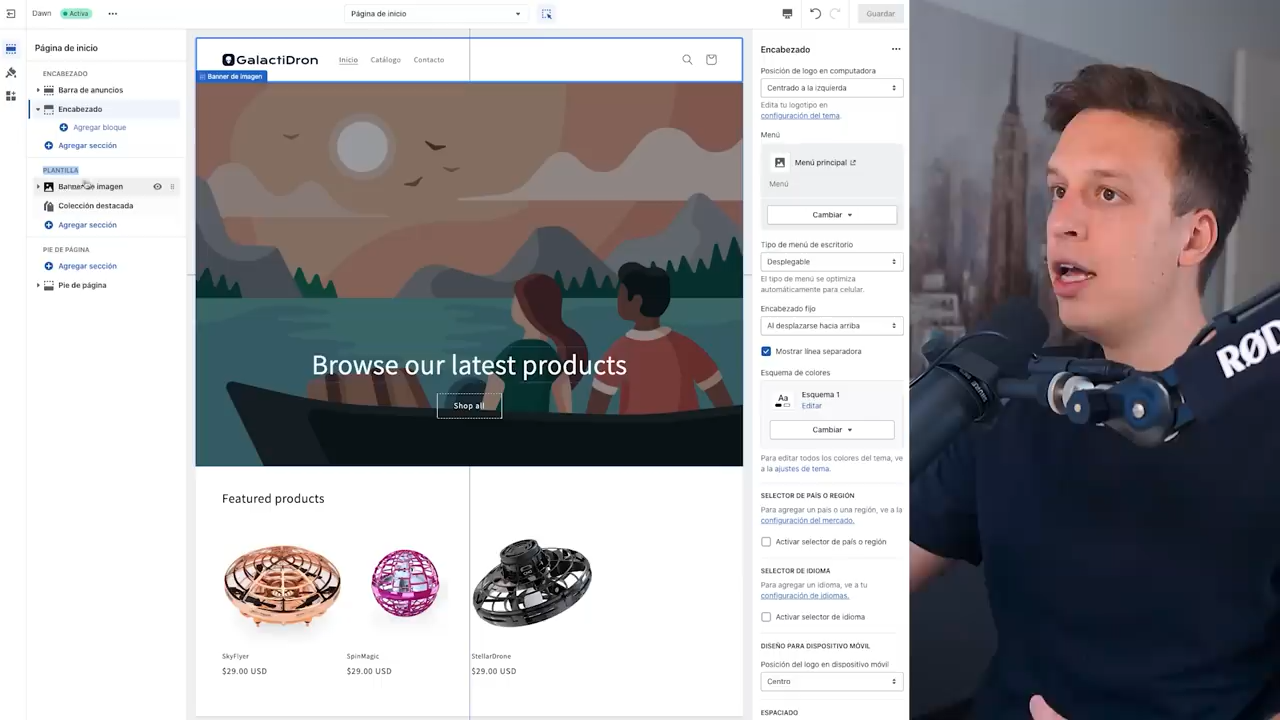 Dawn
Activa
Página de inicio
Guardar
Página de inicio
ENCABEZADO
Barra de anuncios
Encabezado
Agregar bloque
Agregar sección
PLANTILLA
Banner de imagen
Colección destacada
Agregar sección
PIE DE PÁGINA
Agregar sección
Pie de página
GalactiDron
Inicio
Catálogo
Contacto
Banner de imagen
Browse our latest products
Shop all
Featured products
SkyFlyer
SpinMagic
StellarDrone
$29.00 USD
$29.00 USD
$29.00 USD
Encabezado
Posición de logo en computadora
Centrado a la izquierda
Edita tu logotipo en
configuración del tema.
Menú
Menú principal
Menú
Cambiar
Tipo de menú de escritorio
Desplegable
El tipo de menú se optimiza
automáticamente para celular.
Encabezado fijo
Al desplazarse hacia arriba
Mostrar línea separadora
Esquema de colores
Aa
Esquema 1
Editar
Cambiar
Para editar todos los colores del tema, ve
a la ajustes de tema.
SELECTOR DE PAÍS O REGIÓN
Para agregar un país o una región, ve a la
configuración del mercado.
Activar selector de país o región
SELECTOR DE IDIOMA
Para agregar un idioma, ve a tu
configuración de idiomas.
Activar selector de idioma
DISEÑO PARA DISPOSITIVO MÓVIL
Posición del logo en dispositivo móvil
Centro
ESPACIADO
RØD